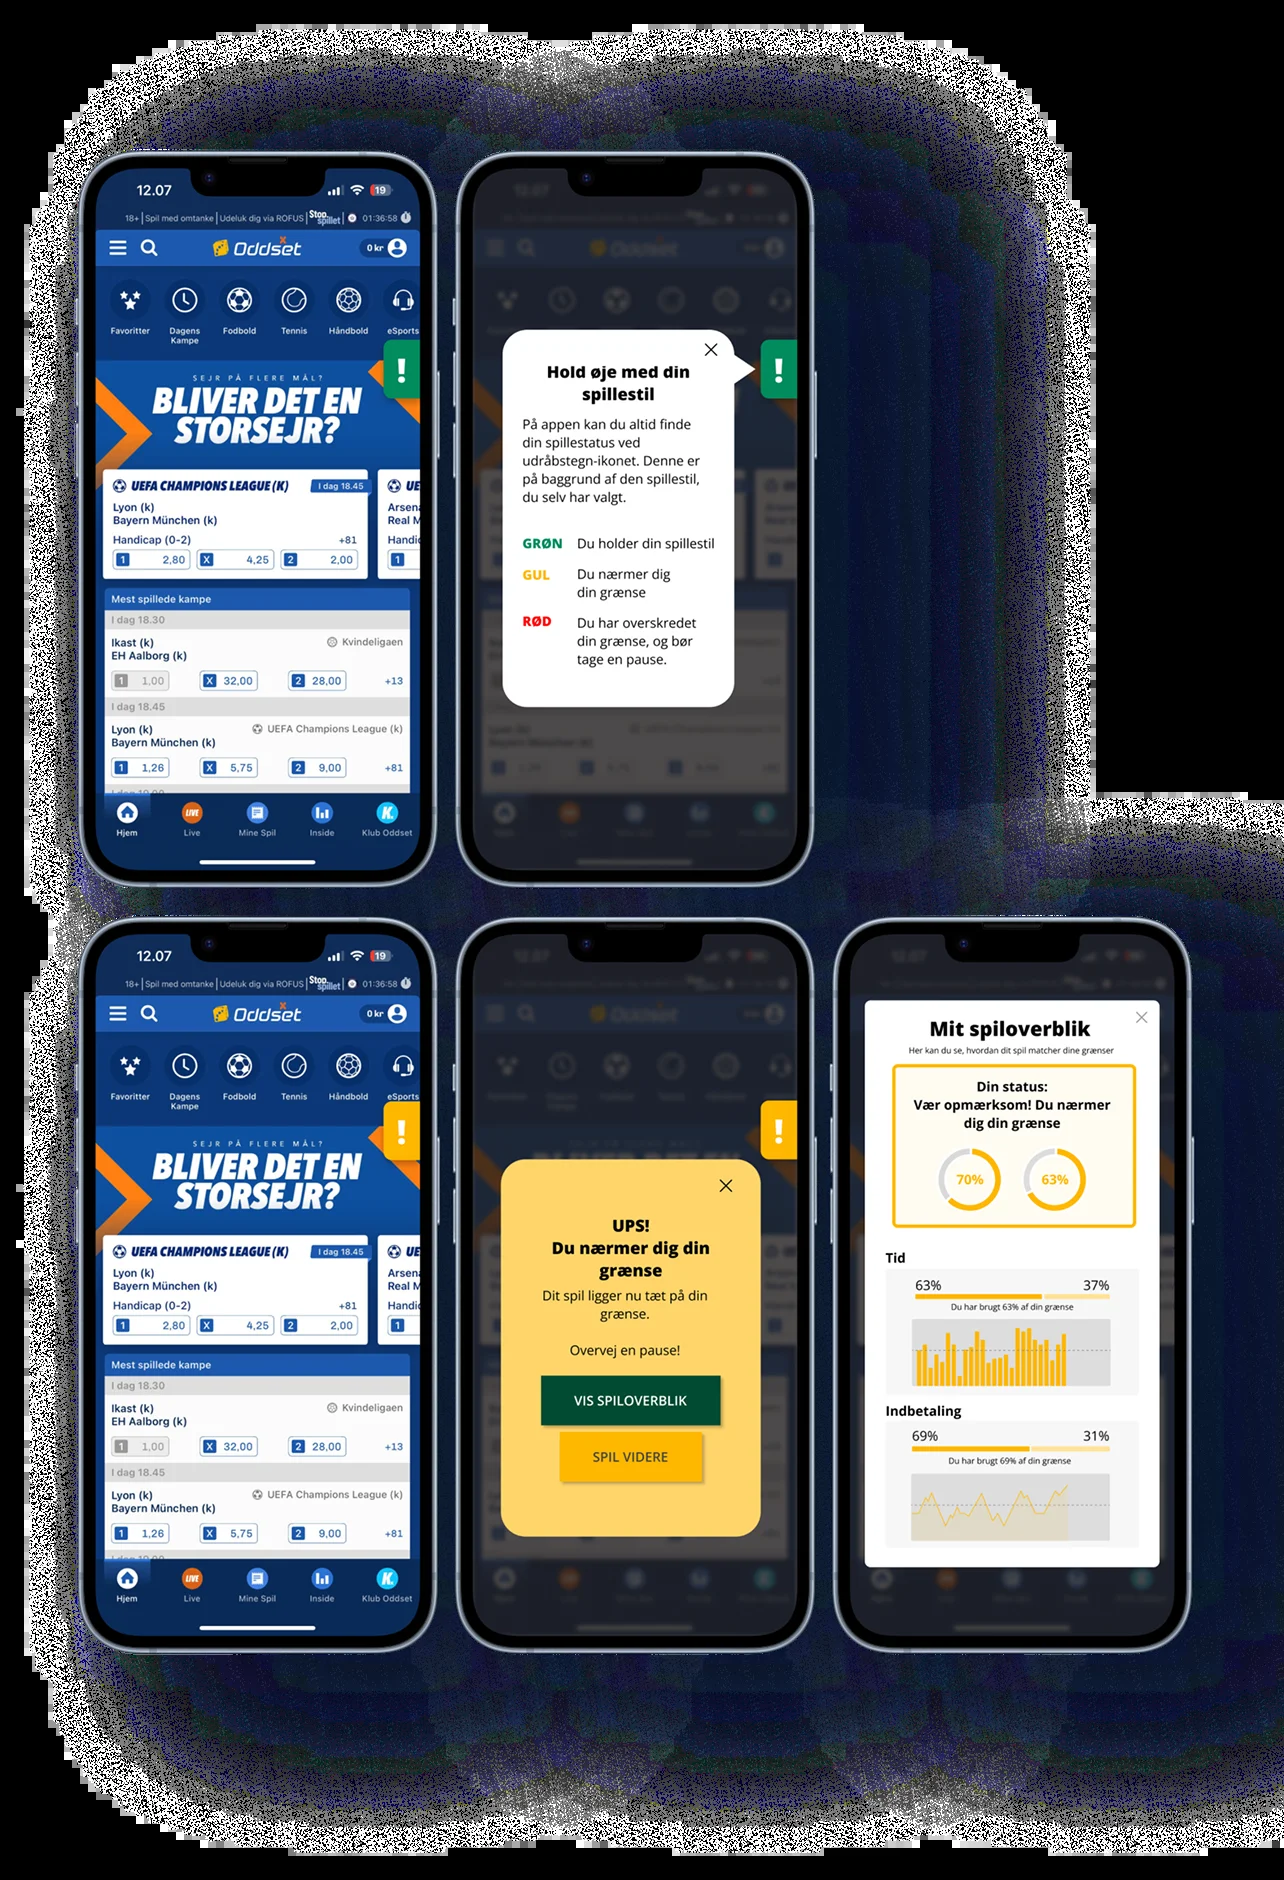 12.07
19
18+ | Spil med omtanke | Udeluk dig via ROFUS | Stop spillet | 01:36:58
Oddset
0 kr
Favoritter
Dagens Kampe
Fodbold
Tennis
Håndbold
eSports
!
SEJR PÅ FLERE MÅL?
BLIVER DET EN
STORSEJR?
UEFA CHAMPIONS LEAGUE (K)
I dag 18.45
UE
Lyon (k)
Arsena
Bayern München (k)
Real M
Handicap (0-2)
+81
Handic
1 2,80 X 4,25 2 2,00
1
Mest spillede kampe
I dag 18.30
Ikast (k)
Kvindeligaen
EH Aalborg (k)
1 1,00 X 32,00 2 28,00 +13
I dag 18.45
Lyon (k)
UEFA Champions League (k)
Bayern München (k)
1 1,26 X 5,75 2 9,00 +81
Hjem
LIVE
Live
Mine Spil
Inside
K.
Klub Oddset
!
Hold øje med din
spillestil
På appen kan du altid finde
din spillestatus ved
udråbstegn-ikonet. Denne er
på baggrund af den spillestil,
du selv har valgt.
GRØN Du holder din spillestil
GUL Du nærmer dig
din grænse
RØD Du har overskredet
din grænse, og bør
tage en pause.
12.07
19
18+ | Spil med omtanke | Udeluk dig via ROFUS | Stop spillet | 01:36:58
Oddset
0 kr
Favoritter
Dagens Kampe
Fodbold
Tennis
Håndbold
eSports
!
SEJR PÅ FLERE MÅL?
BLIVER DET EN
STORSEJR?
UEFA CHAMPIONS LEAGUE (K)
I dag 18.45
UE
Lyon (k)
Arsena
Bayern München (k)
Real M
Handicap (0-2)
+81
Handic
1 2,80 X 4,25 2 2,00
1
Mest spillede kampe
I dag 18.30
Ikast (k)
Kvindeligaen
EH Aalborg (k)
1 1,00 X 32,00 2 28,00 +13
I dag 18.45
Lyon (k)
UEFA Champions League (k)
Bayern München (k)
1 1,26 X 5,75 2 9,00 +81
Hjem
LIVE
Live
Mine Spil
Inside
K.
Klub Oddset
!
UPS!
Du nærmer dig din
grænse
Dit spil ligger nu tæt på din
grænse.
Overvej en pause!
VIS SPILOVERBLIK
SPIL VIDERE
Mit spiloverblik
Her kan du se, hvordan dit spil matcher dine grænser
Din status:
Vær opmærksom! Du nærmer
dig din grænse
70% 63%
Tid
63% 37%
Du har brugt 63% af din grænse
Indbetaling
69% 31%
Du har brugt 69% af din grænse